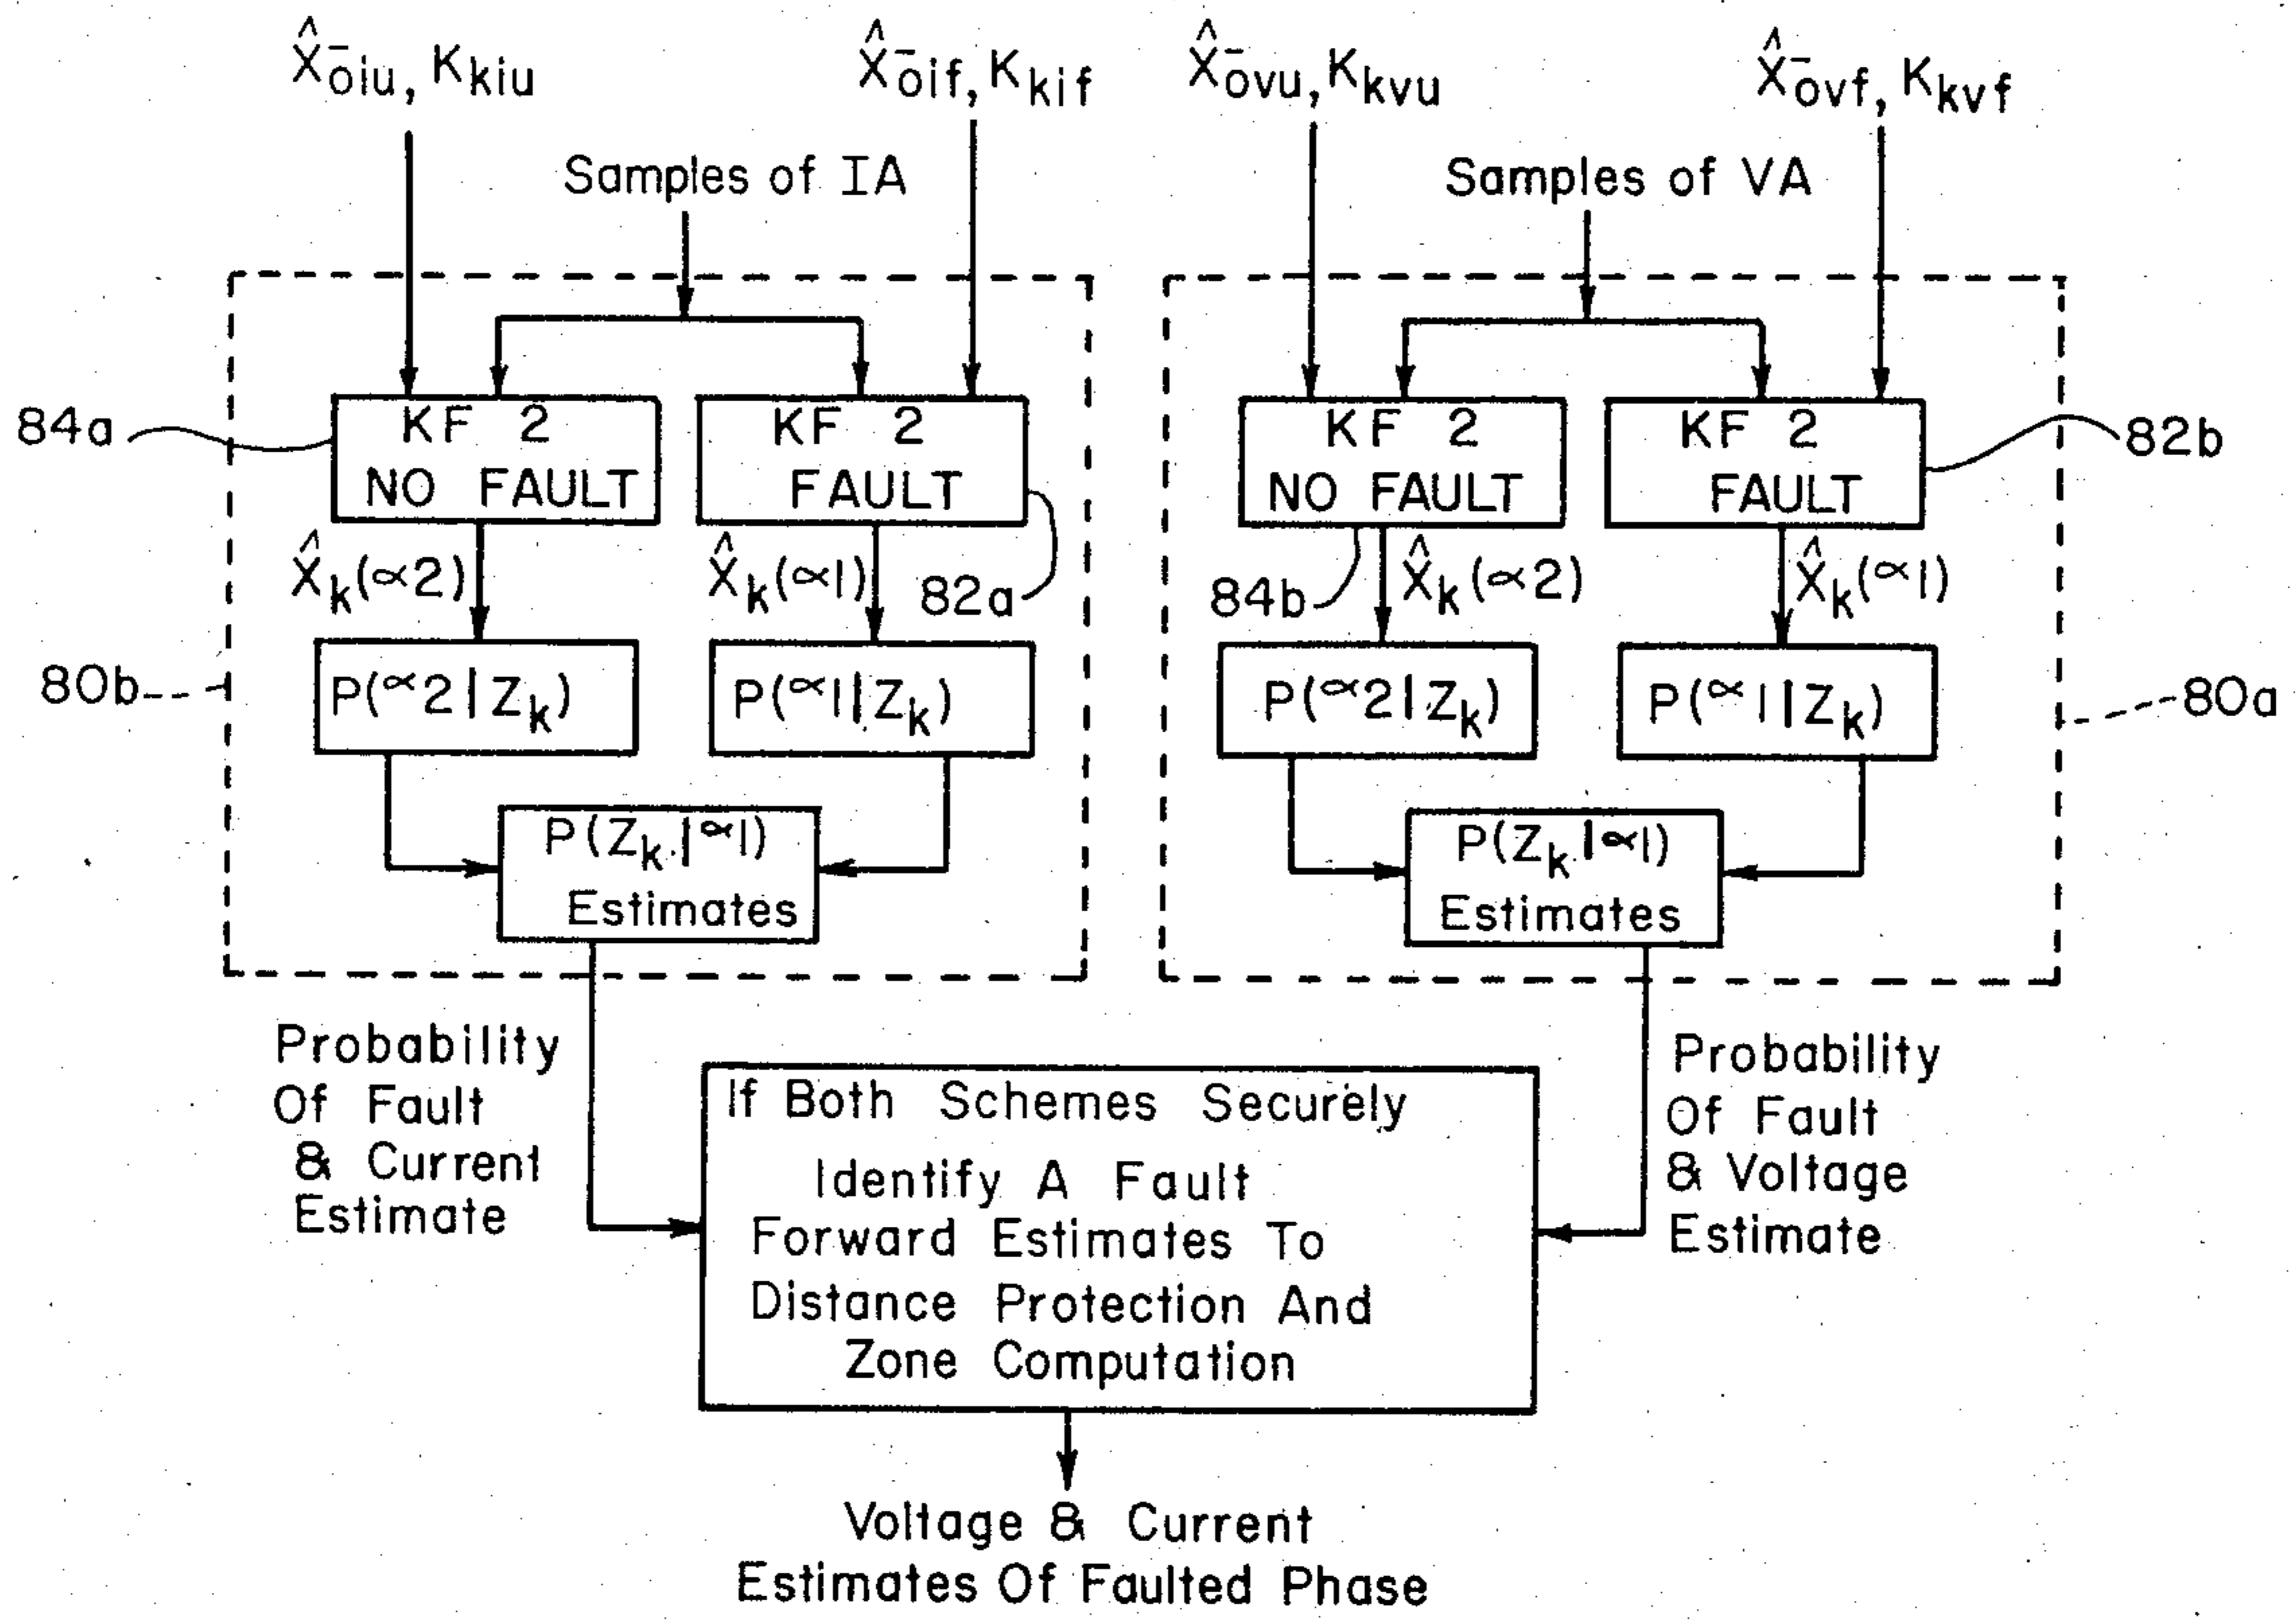 X̂⁻oiu, Kkiu
X̂⁻oif, Kkif
X̂⁻ovu, Kkvu
X̂⁻ovf, Kkvf
Samples of IA
Samples of VA
84a
KF 2
NO FAULT
KF 2
FAULT
KF 2
NO FAULT
KF 2
FAULT
82b
X̂k(∝2)
X̂k(∝1)
82a
84b
X̂k(∝2)
X̂k(∝1)
80b
P(∝2|Zk)
P(∝1|Zk)
P(∝2|Zk)
P(∝1|Zk)
80a
P(Zk|∝1)
Estimates
P(Zk|∝1)
Estimates
Probability
Of Fault
& Current
Estimate
If Both Schemes Securely
Identify A Fault
Forward Estimates To
Distance Protection And
Zone Computation
Probability
Of Fault
& Voltage
Estimate
Voltage & Current
Estimates Of Faulted Phase